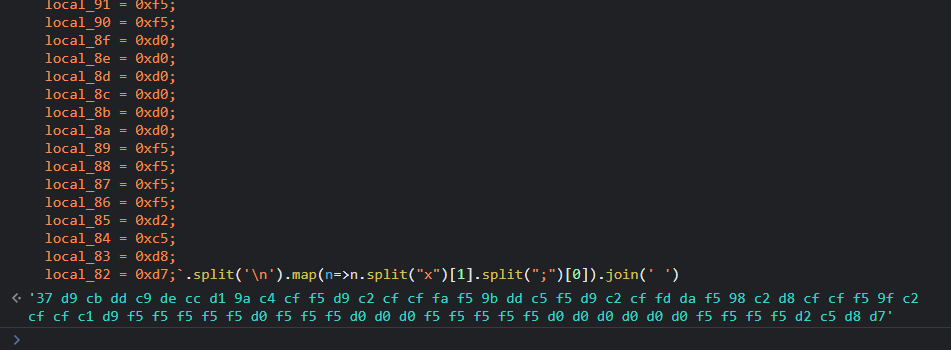 local_91 = 0xf5;
local_90 = 0xf5;
local_8f = 0xd0;
local_8e = 0xd0;
local_8d = 0xd0;
local_8c = 0xd0;
local_8b = 0xd0;
local_8a = 0xd0;
local_89 = 0xf5;
local_88 = 0xf5;
local_87 = 0xf5;
local_86 = 0xf5;
local_85 = 0xd2;
local_84 = 0xc5;
local_83 = 0xd8;
local_82 = 0xd7;`.split('\n').map(n=>n.split("x")[1].split(";")[0]).join(' ')
'37 d9 cb dd c9 de cc d1 9a c4 cf f5 d9 c2 cf cf fa f5 9b dd c5 f5 d9 c2 cf fd da f5 98 c2 d8 cf cf f5 9f c2
cf cf c1 d9 f5 f5 f5 f5 f5 d0 f5 f5 d0 d0 d0 f5 f5 f5 f5 f5 d0 d0 d0 d0 d0 d0 f5 f5 f5 f5 d2 c5 d8 d7'